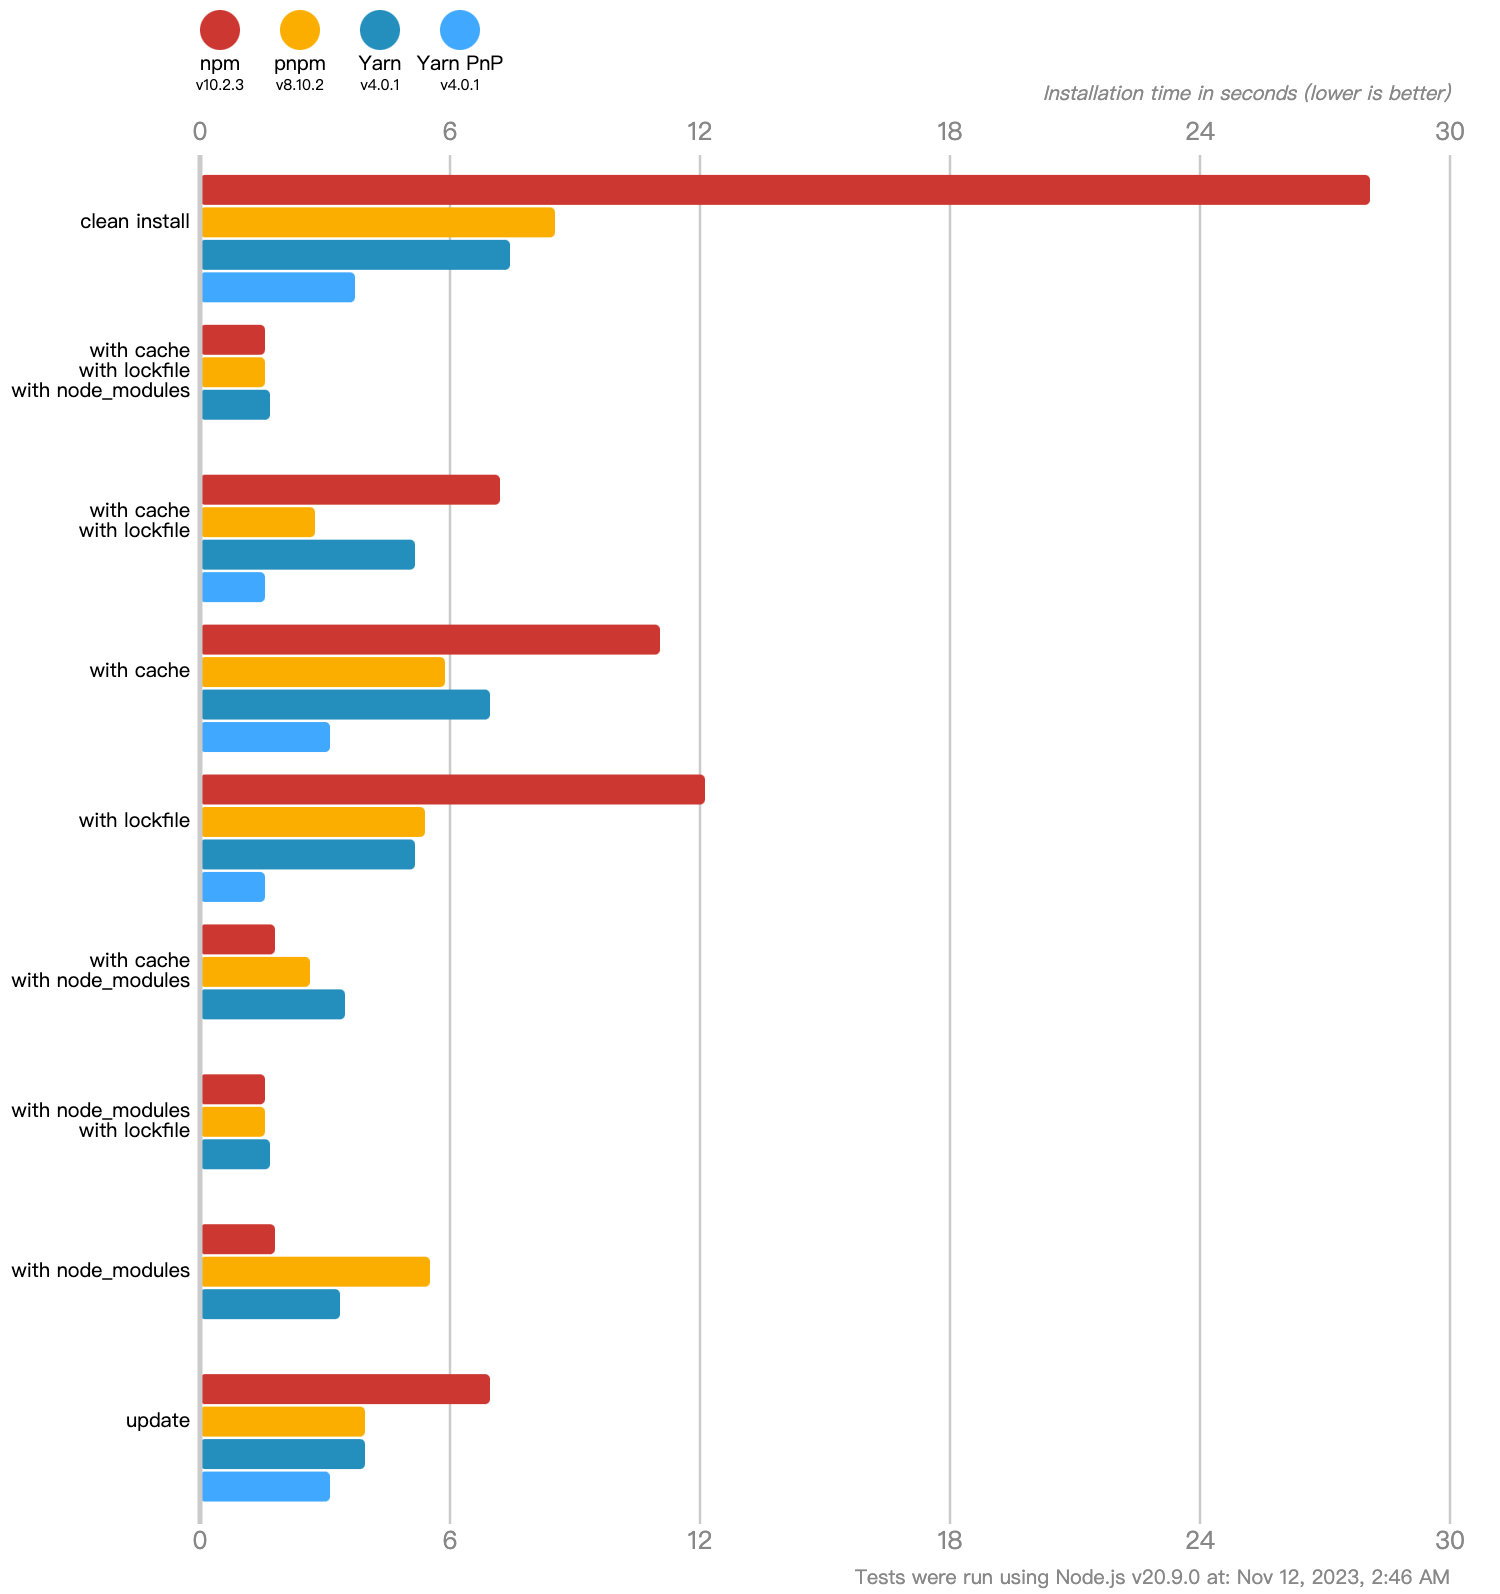 npm
v10.2.3
pnpm
v8.10.2
Yarn
v4.0.1
Yarn PnP
v4.0.1
Installation time in seconds (lower is better)
0 6 12 18 24 30
clean install
with cache
with lockfile
with node_modules
with cache
with lockfile
with cache
with lockfile
with cache
with node_modules
with node_modules
with lockfile
with node_modules
update
0 6 12 18 24 30
Tests were run using Node.js v20.9.0 at: Nov 12, 2023, 2:46 AM